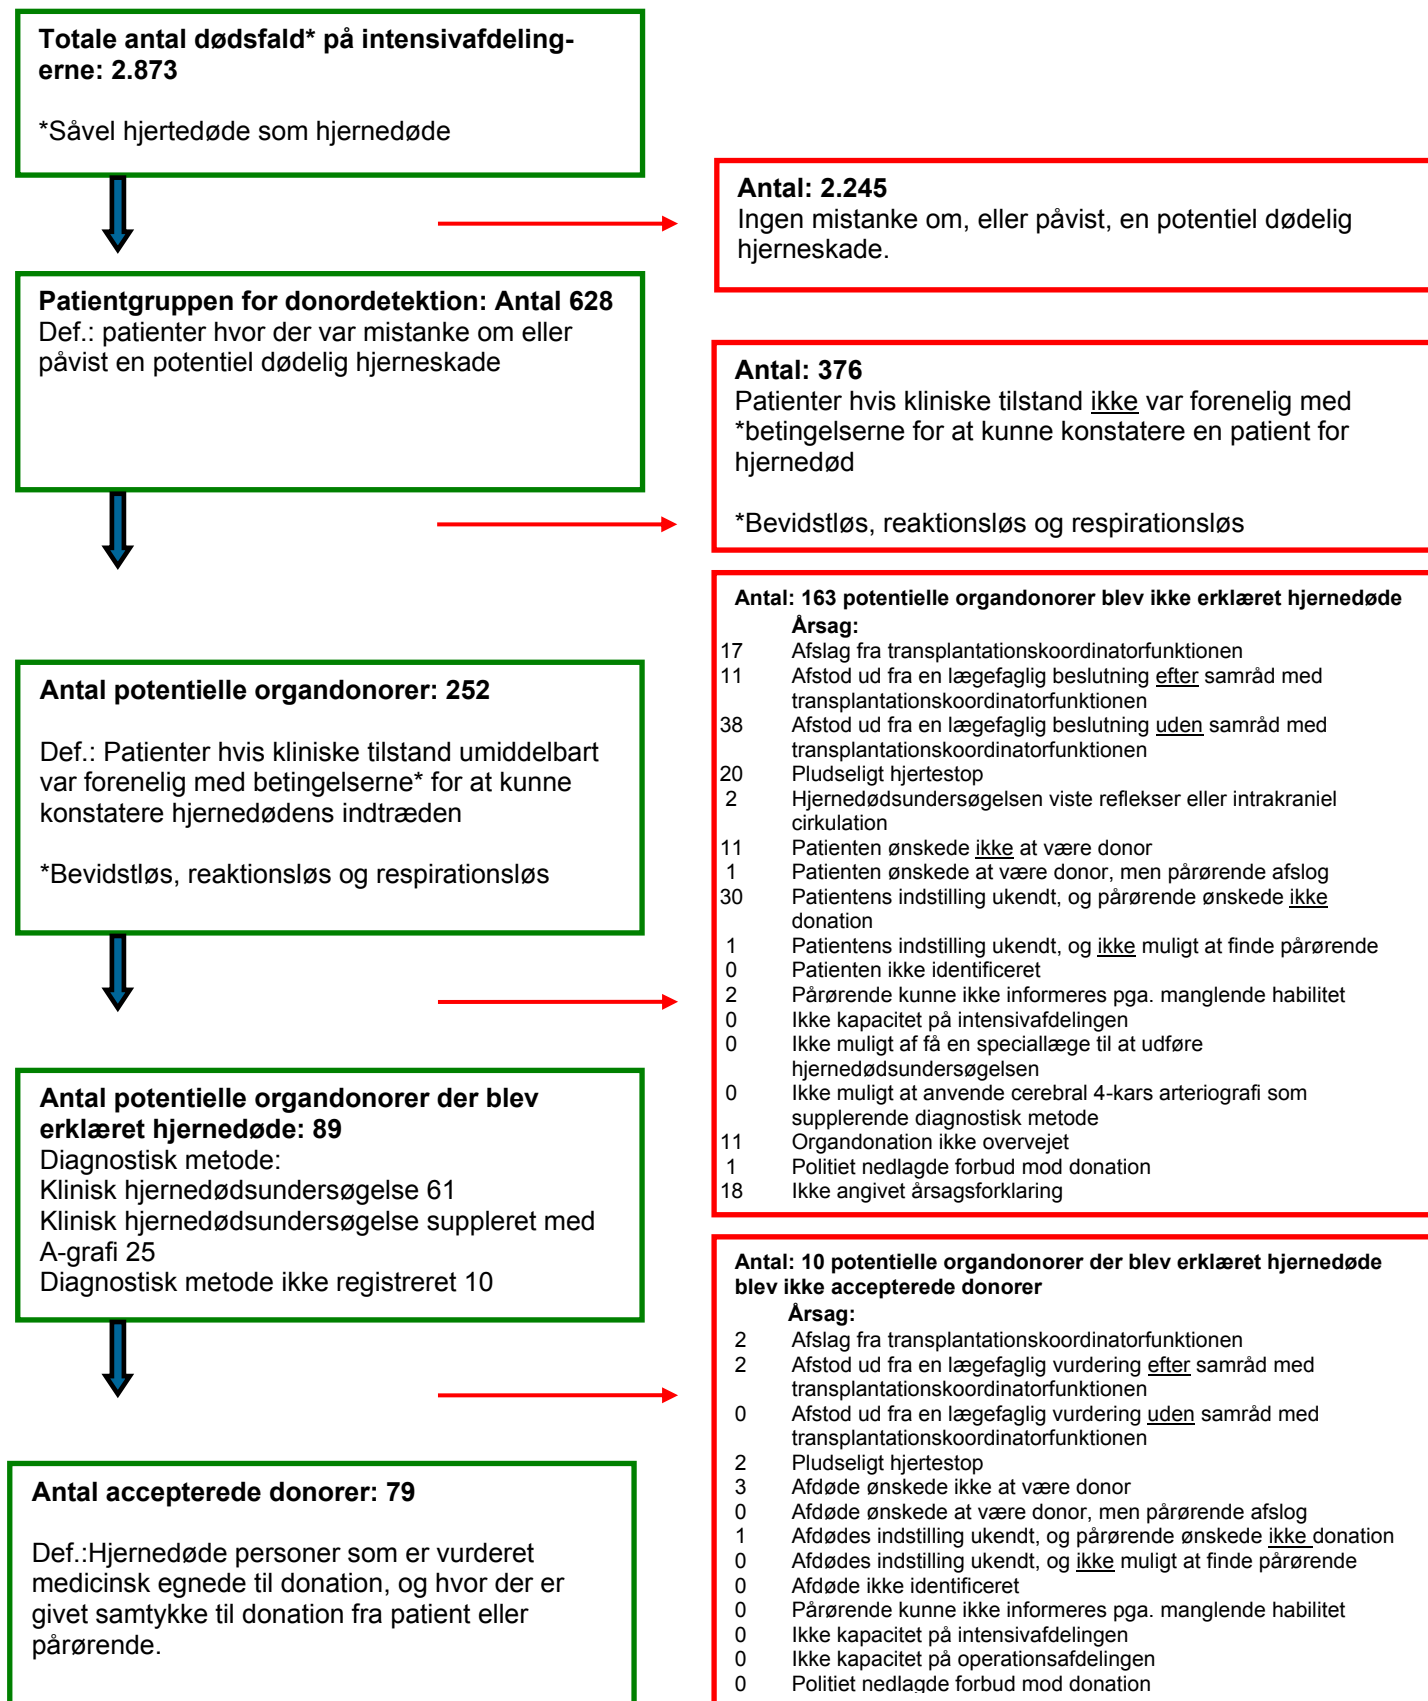 Totale antal dødsfald* på intensivafdeling-
erne: 2.873
*Såvel hjertedøde som hjernedøde
Antal: 2.245
Ingen mistanke om, eller påvist, en potentiel dødelig
hjerneskade.
Patientgruppen for donordetektion: Antal 628
Def.: patienter hvor der var mistanke om eller
påvist en potentiel dødelig hjerneskade
Antal: 376
Patienter hvis kliniske tilstand ikke var forenelig med
*betingelserne for at kunne konstatere en patient for
hjernedød
*Bevidstløs, reaktionsløs og respirationsløs
Antal potentielle organdonorer: 252
Def.: Patienter hvis kliniske tilstand umiddelbart
var forenelig med betingelserne* for at kunne
konstatere hjernedødens indtræden
*Bevidstløs, reaktionsløs og respirationsløs
Antal: 163 potentielle organdonorer blev ikke erklæret hjernedøde
Årsag:
17 Afslag fra transplantationskoordinatorfunktionen
11 Afstod ud fra en lægefaglig beslutning efter samråd med
transplantationskoordinatorfunktionen
38 Afstod ud fra en lægefaglig beslutning uden samråd med
transplantationskoordinatorfunktionen
20 Pludseligt hjertestop
2 Hjernedødsundersøgelsen viste reflekser eller intrakraniel
cirkulation
11 Patienten ønskede ikke at være donor
1 Patienten ønskede at være donor, men pårørende afslog
30 Patientens indstilling ukendt, og pårørende ønskede ikke
donation
1 Patientens indstilling ukendt, og ikke muligt at finde pårørende
0 Patienten ikke identificeret
2 Pårørende kunne ikke informeres pga. manglende habilitet
0 Ikke kapacitet på intensivafdelingen
0 Ikke muligt af få en speciallæge til at udføre
hjernedødsundersøgelsen
0 Ikke muligt at anvende cerebral 4-kars arteriografi som
supplerende diagnostisk metode
11 Organdonation ikke overvejet
1 Politiet nedlagde forbud mod donation
18 Ikke angivet årsagsforklaring
Antal potentielle organdonorer der blev
erklæret hjernedøde: 89
Diagnostisk metode:
Klinisk hjernedødsundersøgelse 61
Klinisk hjernedødsundersøgelse suppleret med
A-grafi 25
Diagnostisk metode ikke registreret 10
Antal: 10 potentielle organdonorer der blev erklæret hjernedøde
blev ikke accepterede donorer
Årsag:
2 Afslag fra transplantationskoordinatorfunktionen
2 Afstod ud fra en lægefaglig vurdering efter samråd med
transplantationskoordinatorfunktionen
0 Afstod ud fra en lægefaglig vurdering uden samråd med
transplantationskoordinatorfunktionen
2 Pludseligt hjertestop
3 Afdøde ønskede ikke at være donor
0 Afdøde ønskede at være donor, men pårørende afslog
1 Afdødes indstilling ukendt, og pårørende ønskede ikke donation
0 Afdødes indstilling ukendt, og ikke muligt at finde pårørende
0 Afdøde ikke identificeret
0 Pårørende kunne ikke informeres pga. manglende habilitet
0 Ikke kapacitet på intensivafdelingen
0 Ikke kapacitet på operationsafdelingen
0 Politiet nedlagde forbud mod donation
Antal accepterede donorer: 79
Def.:Hjernedøde personer som er vurderet
medicinsk egnede til donation, og hvor der er
givet samtykke til donation fra patient eller
pårørende.